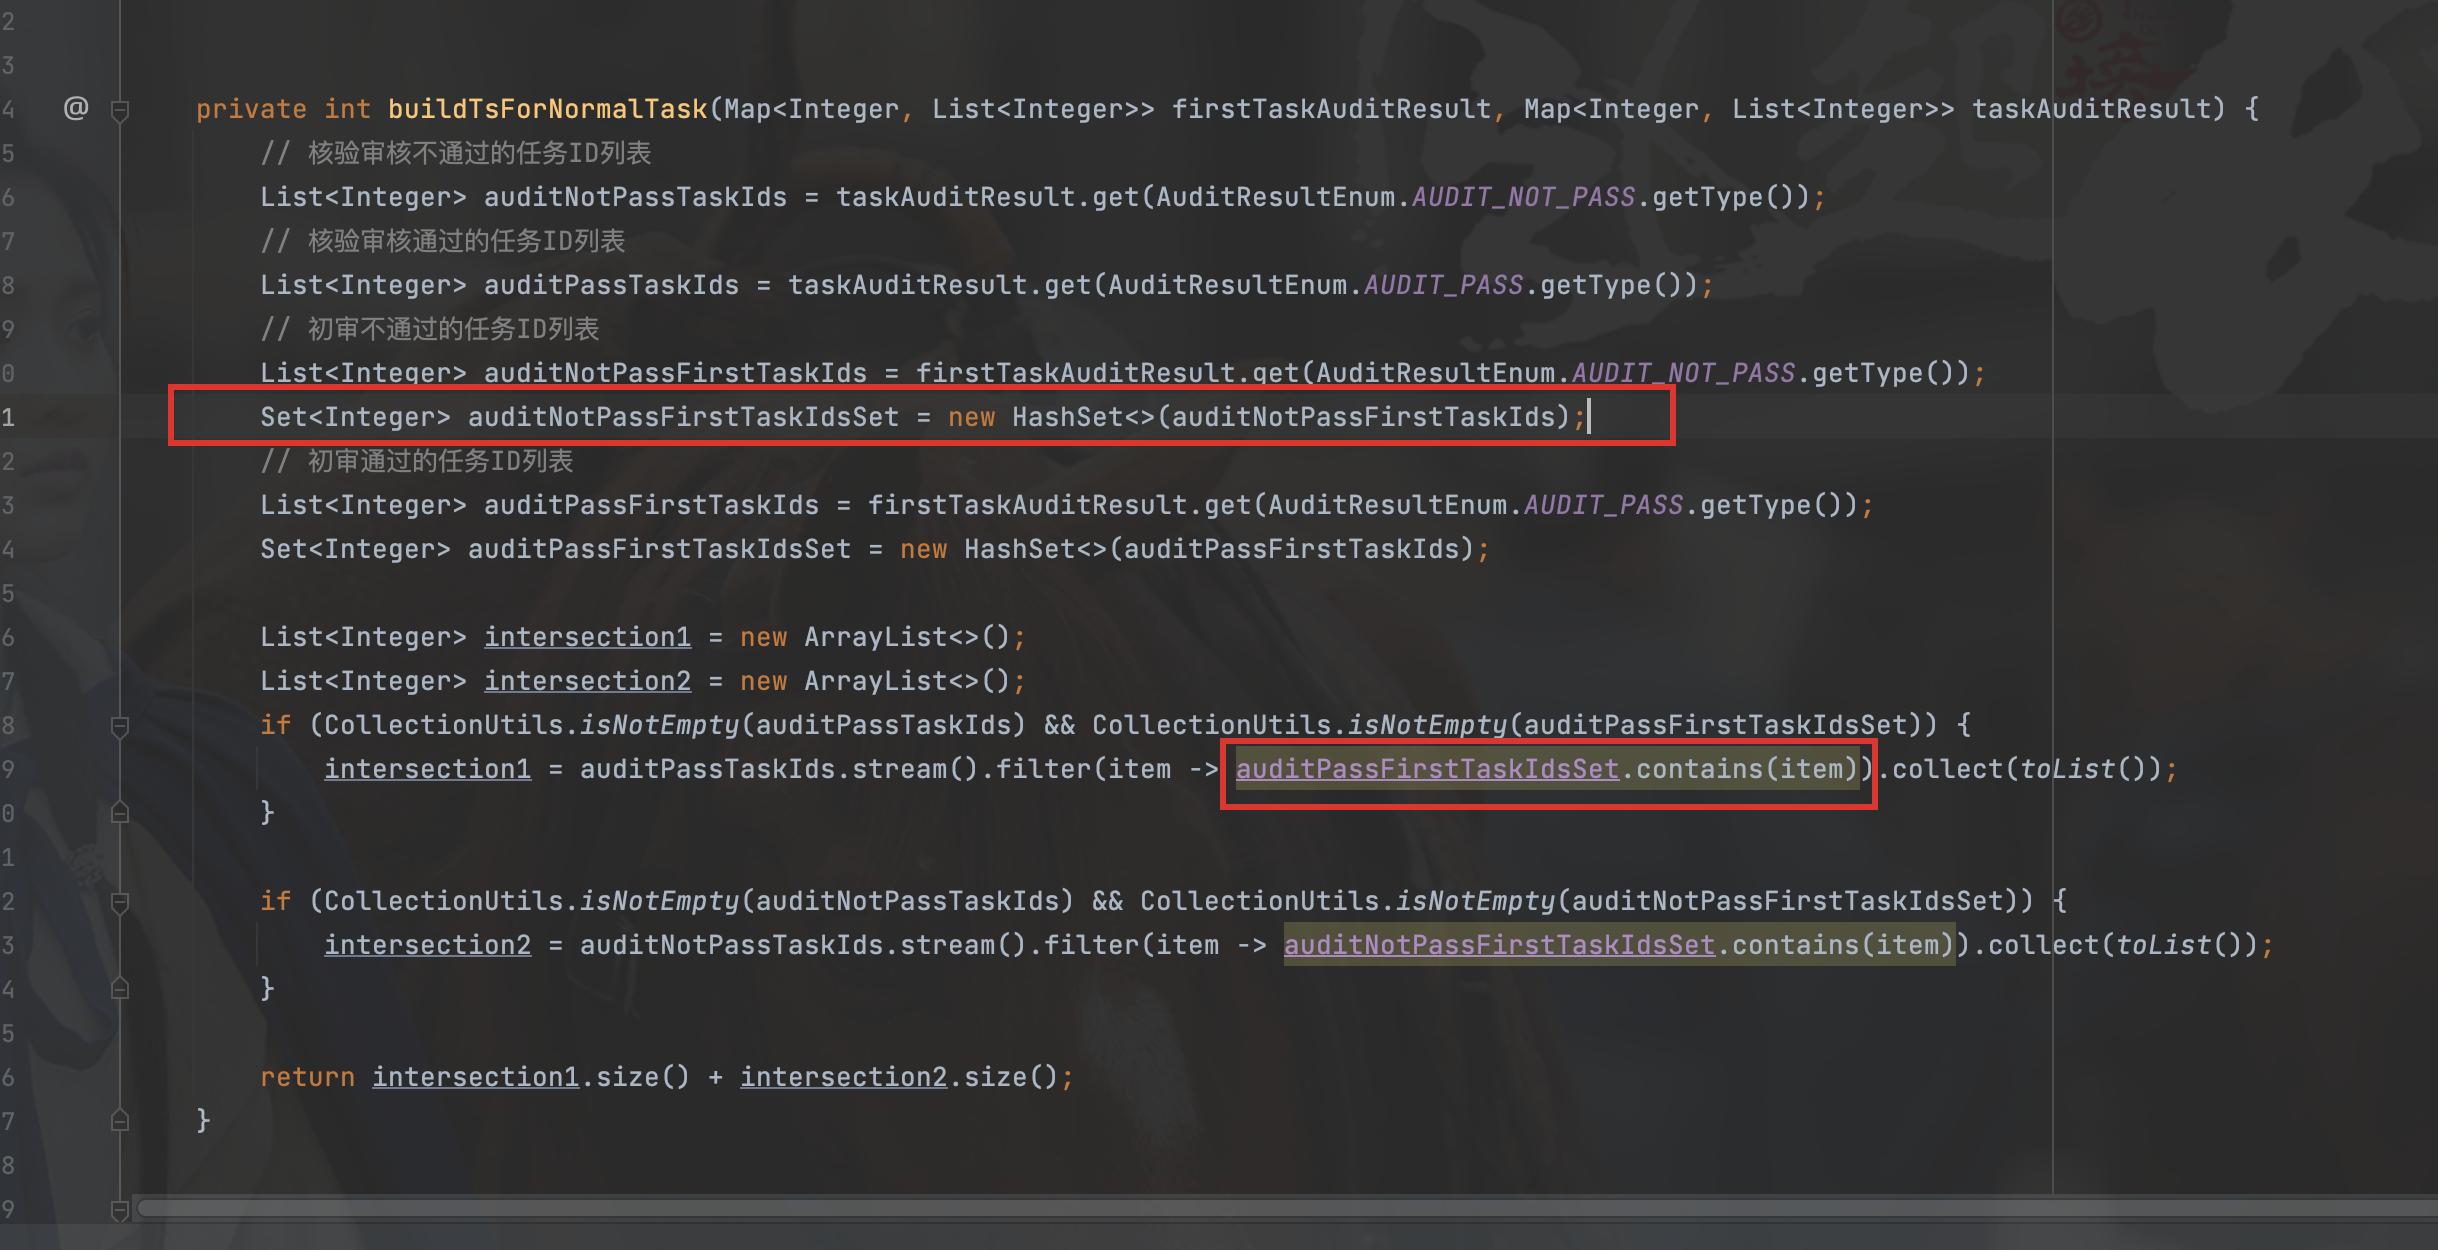 2
3
4 @ private int buildTsForNormalTask(Map<Integer, List<Integer>> firstTaskAuditResult, Map<Integer, List<Integer>> taskAuditResult) {
5 // 核验审核不通过的任务ID列表
6 List<Integer> auditNotPassTaskIds = taskAuditResult.get(AuditResultEnum.AUDIT_NOT_PASS.getType());
7 // 核验审核通过的任务ID列表
8 List<Integer> auditPassTaskIds = taskAuditResult.get(AuditResultEnum.AUDIT_PASS.getType());
9 // 初审不通过的任务ID列表
0 List<Integer> auditNotPassFirstTaskIds = firstTaskAuditResult.get(AuditResultEnum.AUDIT_NOT_PASS.getType());
1 Set<Integer> auditNotPassFirstTaskIdsSet = new HashSet<>(auditNotPassFirstTaskIds);
2 // 初审通过的任务ID列表
3 List<Integer> auditPassFirstTaskIds = firstTaskAuditResult.get(AuditResultEnum.AUDIT_PASS.getType());
4 Set<Integer> auditPassFirstTaskIdsSet = new HashSet<>(auditPassFirstTaskIds);
5
6 List<Integer> intersection1 = new ArrayList<>();
7 List<Integer> intersection2 = new ArrayList<>();
8 if (CollectionUtils.isNotEmpty(auditPassTaskIds) && CollectionUtils.isNotEmpty(auditPassFirstTaskIdsSet)) {
9 intersection1 = auditPassTaskIds.stream().filter(item -> auditPassFirstTaskIdsSet.contains(item)).collect(toList());
0 }
1
2 if (CollectionUtils.isNotEmpty(auditNotPassTaskIds) && CollectionUtils.isNotEmpty(auditNotPassFirstTaskIdsSet)) {
3 intersection2 = auditNotPassTaskIds.stream().filter(item -> auditNotPassFirstTaskIdsSet.contains(item)).collect(toList());
4 }
5
6 return intersection1.size() + intersection2.size();
7 }
8
9